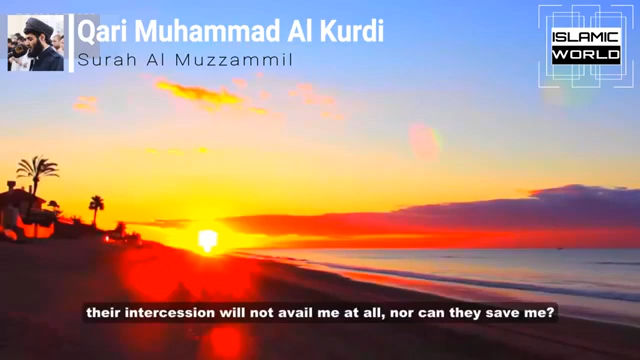 Qari Muhammad Al Kurdi
Surah Al Muzzammil
ISLAMIC
WORLD
their intercession will not avail me at all, nor can they save me?